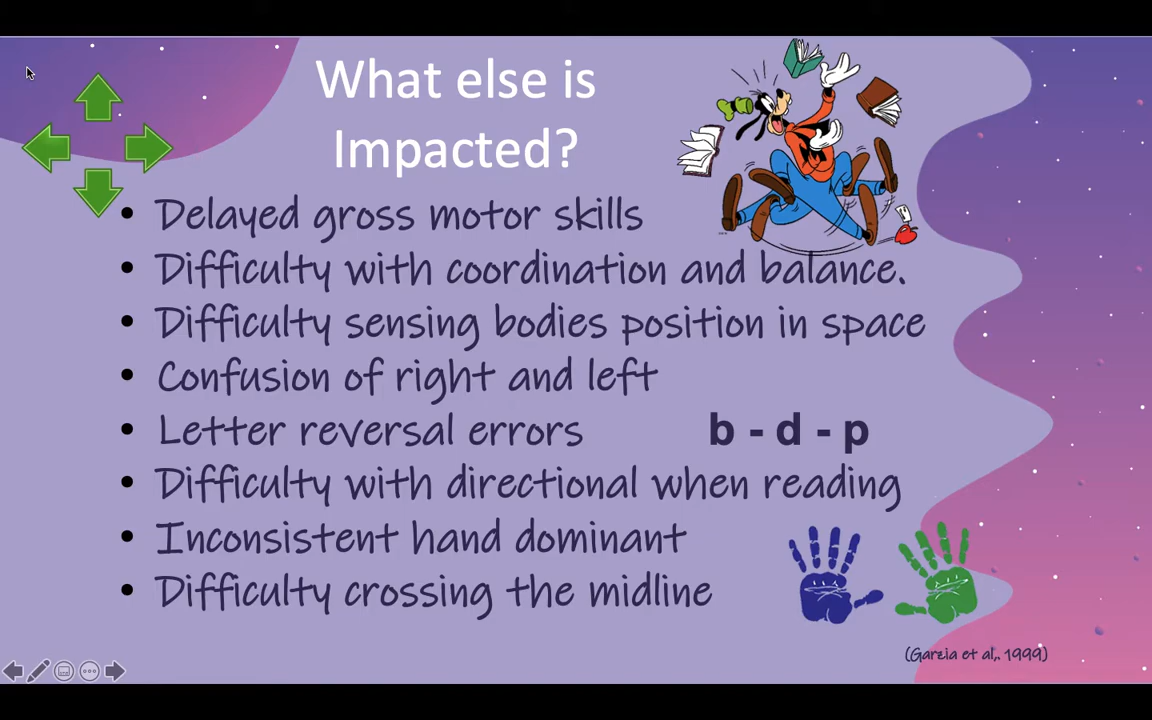 What else is
Impacted?
• Delayed gross motor skills
• Difficulty with coordination and balance.
• Difficulty sensing bodies position in space
• Confusion of right and left
• Letter reversal errors b - d - p
• Difficulty with directional when reading
• Inconsistent hand dominant
• Difficulty crossing the midline
(Garzia et al,. 1999)